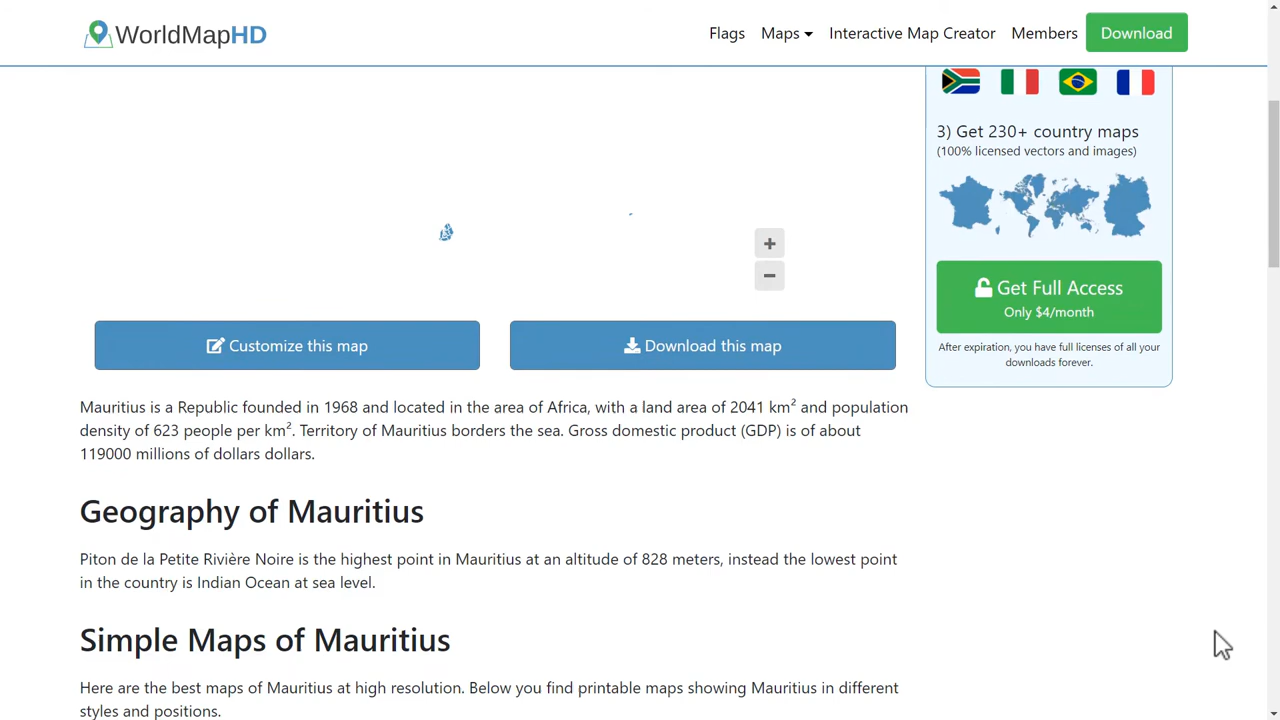 WorldMapHD
Flags
Maps
Interactive Map Creator
Members
Download
3) Get 230+ country maps
(100% licensed vectors and images)
+
−
Get Full Access
Only $4/month
After expiration, you have full licenses of all your
downloads forever.
Customize this map
Download this map
Mauritius is a Republic founded in 1968 and located in the area of Africa, with a land area of 2041 km² and population
density of 623 people per km². Territory of Mauritius borders the sea. Gross domestic product (GDP) is of about
119000 millions of dollars dollars.
Geography of Mauritius
Piton de la Petite Rivière Noire is the highest point in Mauritius at an altitude of 828 meters, instead the lowest point
in the country is Indian Ocean at sea level.
Simple Maps of Mauritius
Here are the best maps of Mauritius at high resolution. Below you find printable maps showing Mauritius in different
styles and positions.